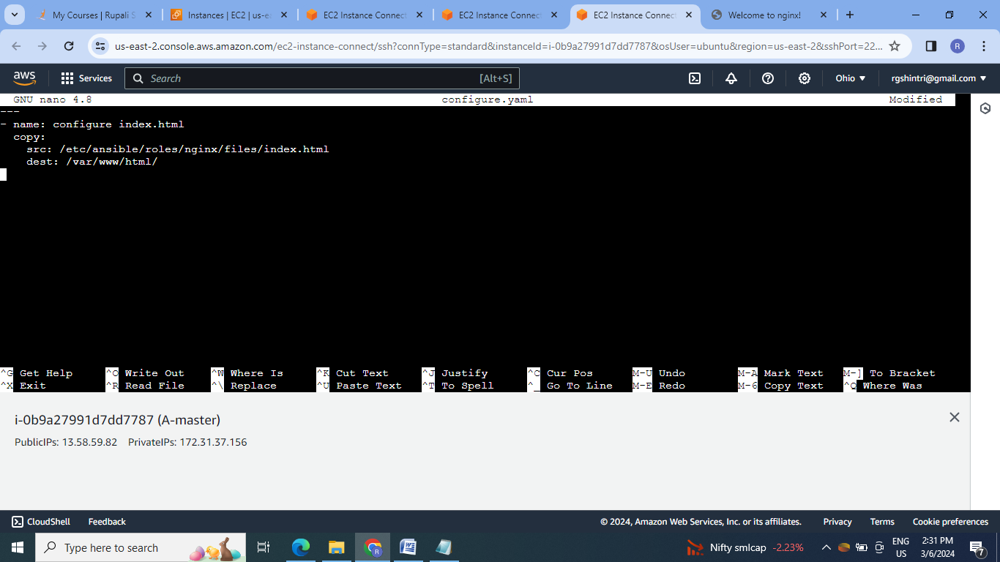 My Courses | Rupali S
Instances | EC2 | us-ea
EC2 Instance Connect
EC2 Instance Connect
EC2 Instance Connect
Welcome to nginx!
us-east-2.console.aws.amazon.com/ec2-instance-connect/ssh?connType=standard&instanceId=i-0b9a27991d7dd7787&osUser=ubuntu&region=us-east-2&sshPort=22...
R
aws
Services
Search
[Alt+S]
Ohio
rgshintri@gmail.com
GNU nano 4.8 configure.yaml Modified
---
- name: configure index.html
copy:
src: /etc/ansible/roles/nginx/files/index.html
dest: /var/www/html/
^G Get Help ^O Write Out ^W Where Is ^K Cut Text ^J Justify ^C Cur Pos M-U Undo M-A Mark Text M-] To Bracket
^X Exit ^R Read File ^\ Replace ^U Paste Text ^T To Spell ^_ Go To Line M-E Redo M-6 Copy Text ^Q Where Was
i-0b9a27991d7dd7787 (A-master)
PublicIPs: 13.58.59.82 PrivateIPs: 172.31.37.156
CloudShell Feedback © 2024, Amazon Web Services, Inc. or its affiliates. Privacy Terms Cookie preferences
Type here to search
Nifty smlcap -2.23%
ENG
US
2:31 PM
3/6/2024
7